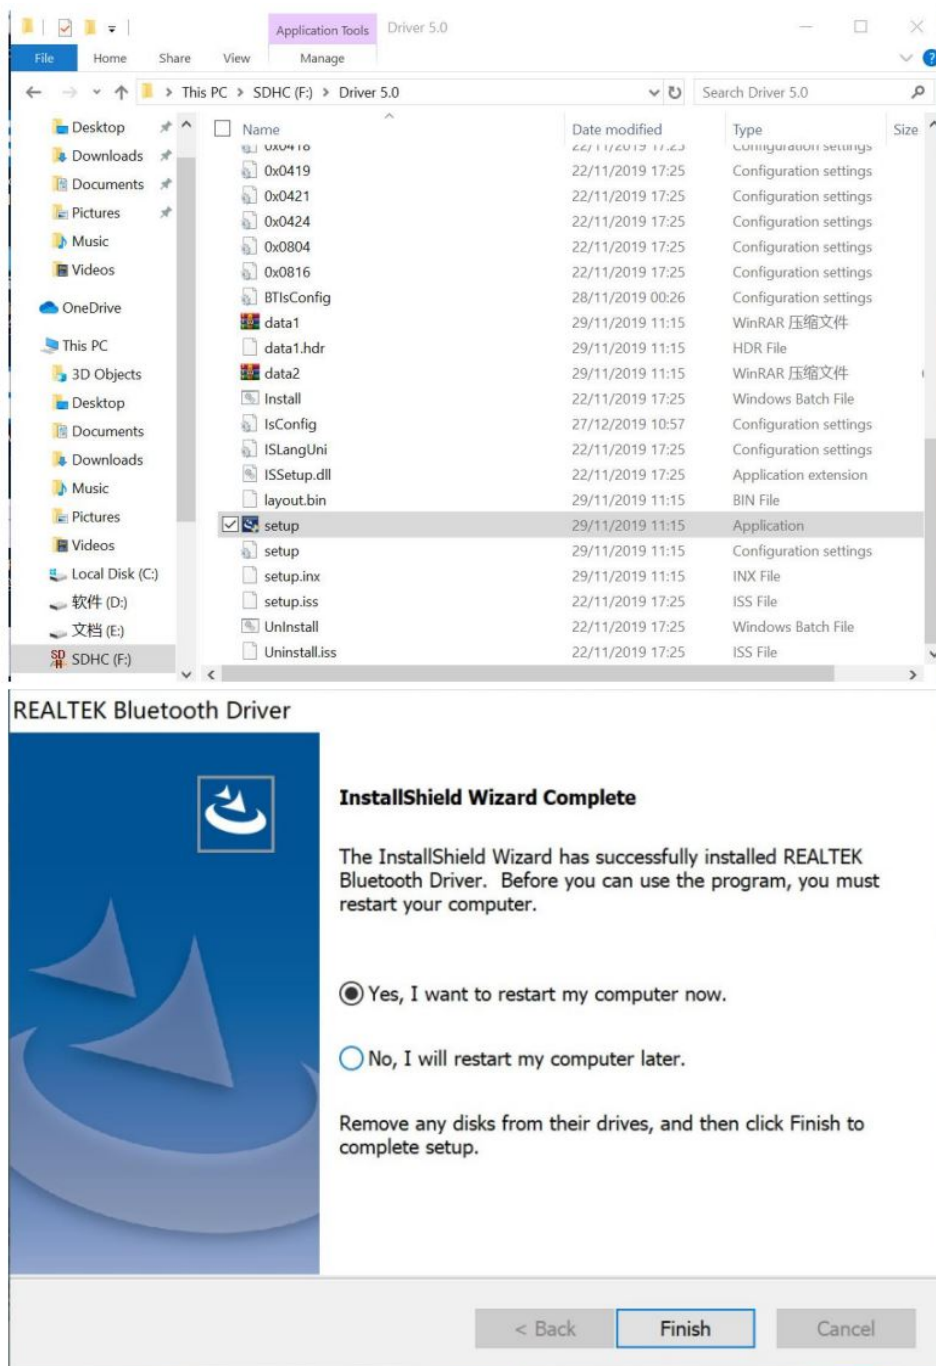 Application Tools Driver 5.0
File Home Share View Manage
This PC > SDHC (F:) > Driver 5.0 Search Driver 5.0
Name Date modified Type Size
0x0418 22/11/2019 17:25 Configuration settings
0x0419 22/11/2019 17:25 Configuration settings
0x0421 22/11/2019 17:25 Configuration settings
0x0424 22/11/2019 17:25 Configuration settings
0x0804 22/11/2019 17:25 Configuration settings
0x0816 22/11/2019 17:25 Configuration settings
BTIsConfig 28/11/2019 00:26 Configuration settings
data1 29/11/2019 11:15 WinRAR 压缩文件
data1.hdr 29/11/2019 11:15 HDR File
data2 29/11/2019 11:15 WinRAR 压缩文件
Install 22/11/2019 17:25 Windows Batch File
IsConfig 27/12/2019 10:57 Configuration settings
ISLangUni 22/11/2019 17:25 Configuration settings
ISSetup.dll 22/11/2019 17:25 Application extension
layout.bin 29/11/2019 11:15 BIN File
setup 29/11/2019 11:15 Application
setup 29/11/2019 11:15 Configuration settings
setup.inx 29/11/2019 11:15 INX File
setup.iss 22/11/2019 17:25 ISS File
UnInstall 22/11/2019 17:25 Windows Batch File
Uninstall.iss 22/11/2019 17:25 ISS File
Desktop
Downloads
Documents
Pictures
Music
Videos
OneDrive
This PC
3D Objects
Desktop
Documents
Downloads
Music
Pictures
Videos
Local Disk (C:)
软件 (D:)
文档 (E:)
SDHC (F:)
REALTEK Bluetooth Driver
InstallShield Wizard Complete
The InstallShield Wizard has successfully installed REALTEK
Bluetooth Driver. Before you can use the program, you must
restart your computer.
Yes, I want to restart my computer now.
No, I will restart my computer later.
Remove any disks from their drives, and then click Finish to
complete setup.
< Back Finish Cancel